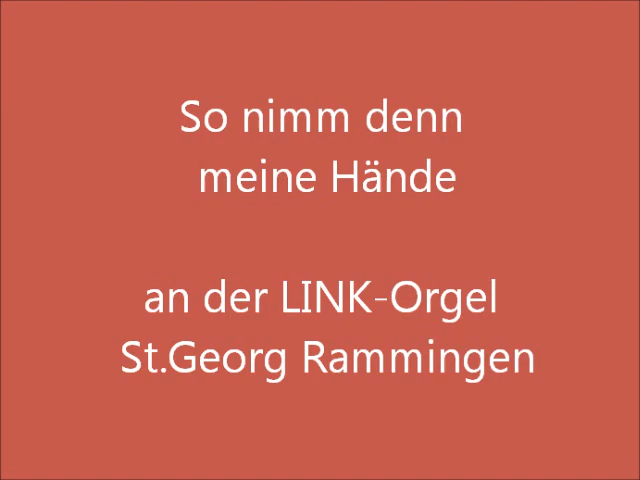 So nimm denn
meine Hände
an der LINK-Orgel
St.Georg Rammingen